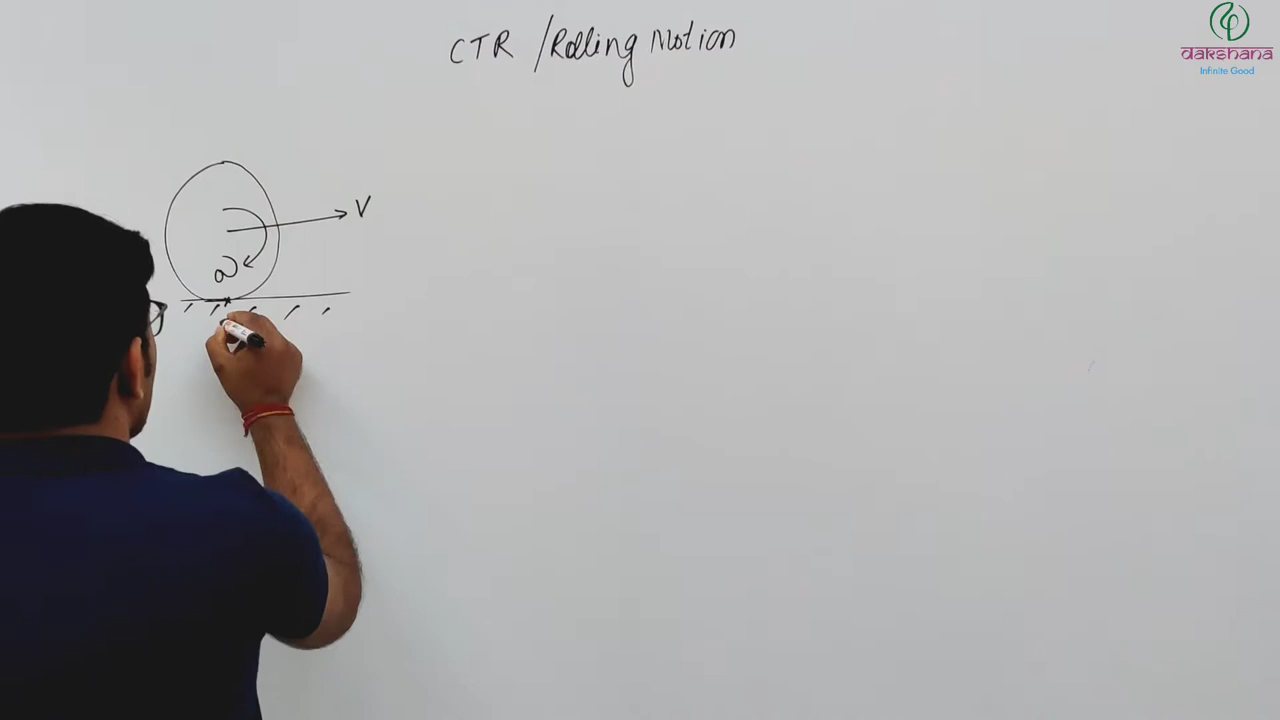 CTR / Rolling Motion
dakshana
Infinite Good
V
ω